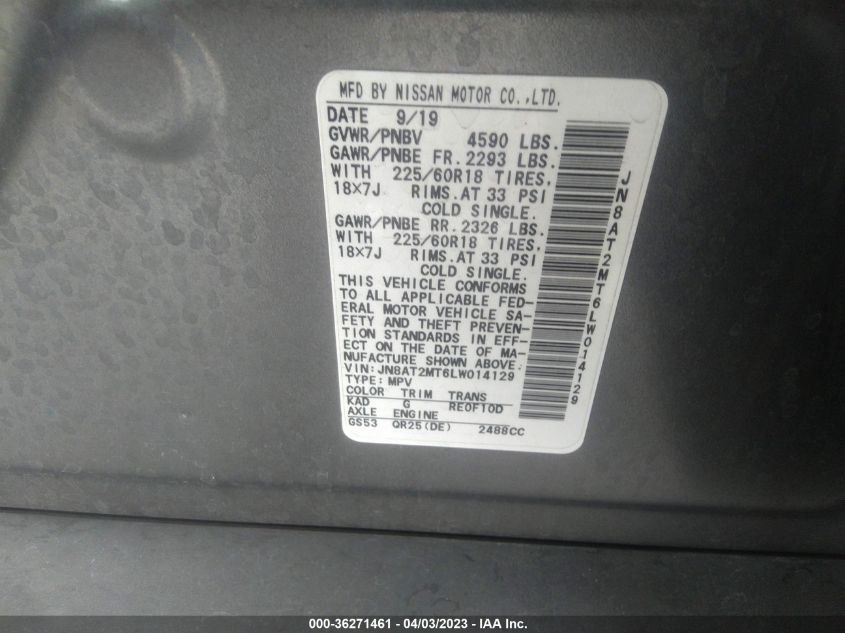 MFD BY NISSAN MOTOR CO.,LTD.
DATE 9/19
GVWR/PNBV 4590 LBS.
GAWR/PNBE FR. 2293 LBS.
WITH 225/60R18 TIRES.
18×7J RIMS.AT 33 PSI
COLD SINGLE.
GAWR/PNBE RR. 2326 LBS.
WITH 225/60R18 TIRES.
18×7J RIMS.AT 33 PSI
COLD SINGLE.
THIS VEHICLE CONFORMS
TO ALL APPLICABLE FED-
ERAL MOTOR VEHICLE SA-
FETY AND THEFT PREVEN-
TION STANDARDS IN EFF-
ECT ON THE DATE OF MA-
NUFACTURE SHOWN ABOVE.
VIN:JN8AT2MT6LW014129
TYPE: MPV
COLOR TRIM TRANS
KAD G RE0F10D
AXLE ENGINE
GS53 QR25(DE) 2488CC
JN8AT2MT6LW014129
000-36271461 - 04/03/2023 - IAA Inc.